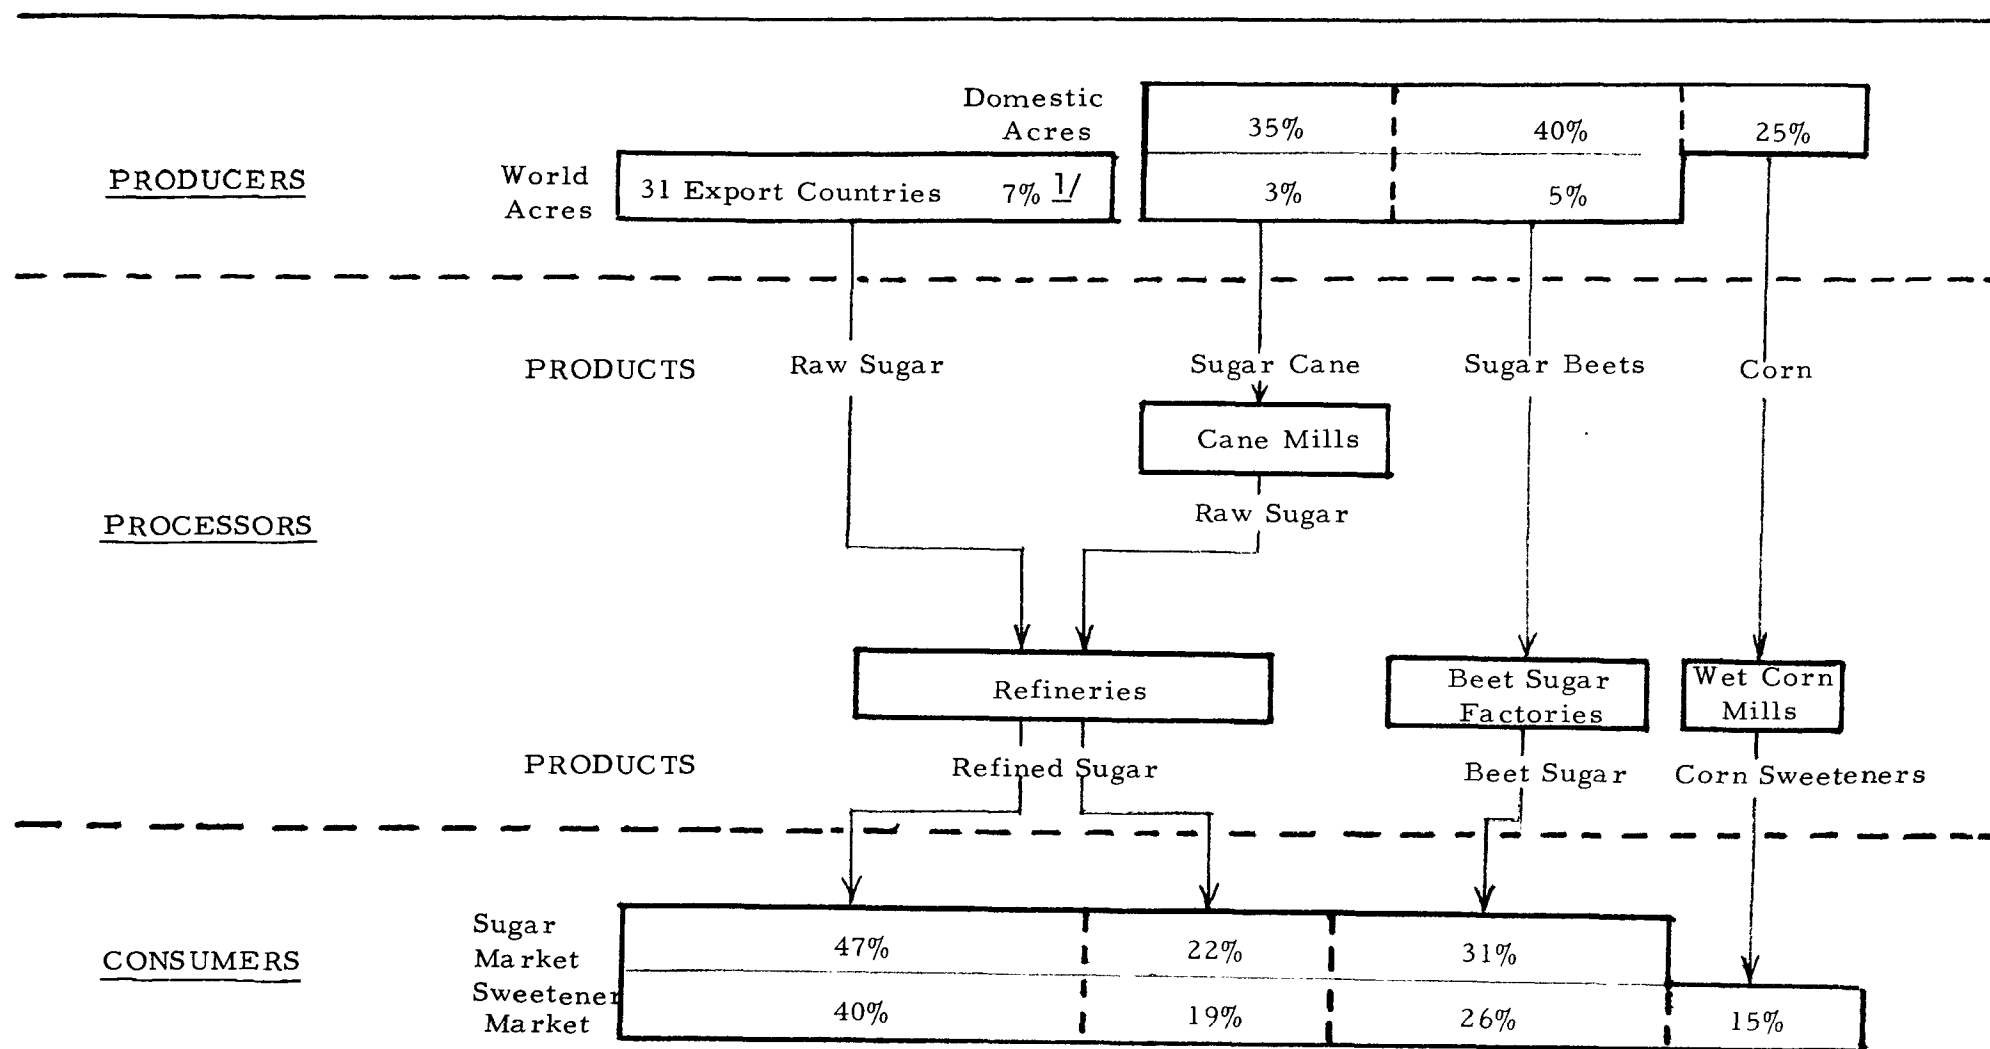 Domestic
Acres
35%
40%
25%
PRODUCERS
World
Acres
31 Export Countries 7% 1/
3%
5%
PRODUCTS
Raw Sugar
Sugar Cane
Sugar Beets
Corn
Cane Mills
Raw Sugar
PROCESSORS
Refineries
Beet Sugar
Factories
Wet Corn
Mills
PRODUCTS
Refined Sugar
Beet Sugar
Corn Sweeteners
CONSUMERS
Sugar
Market
47%
22%
31%
Sweetener
Market
40%
19%
26%
15%